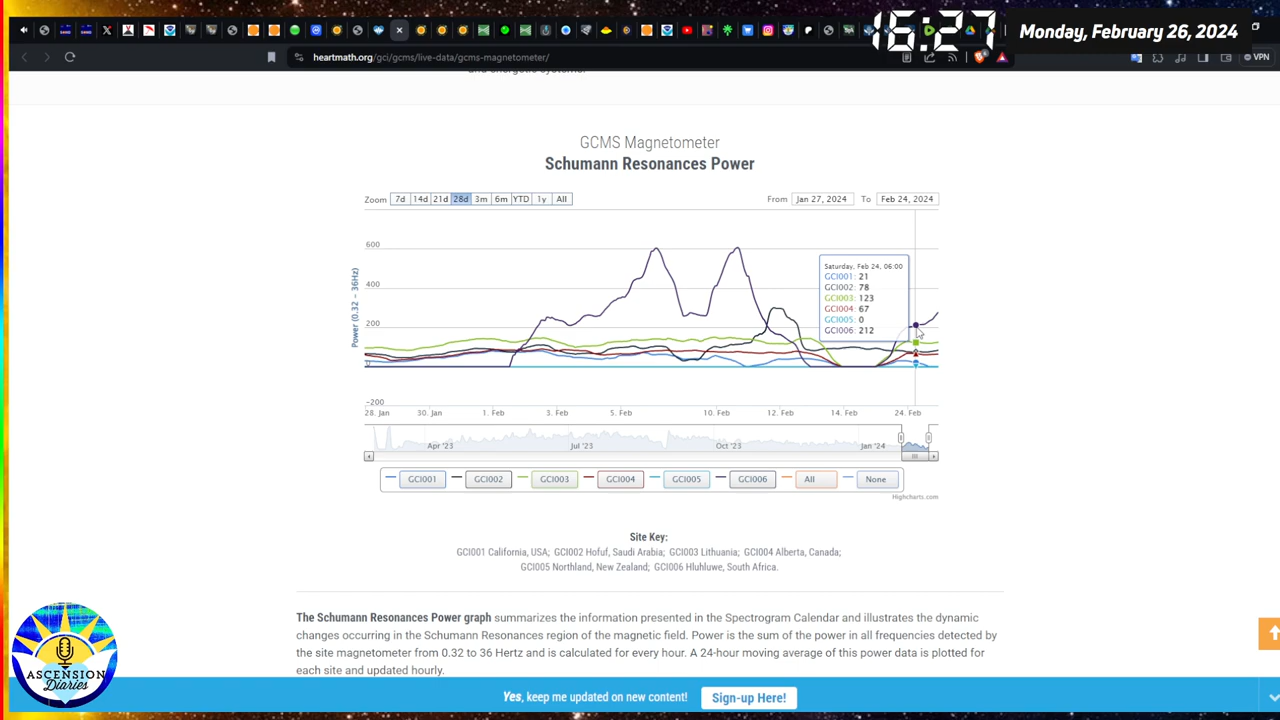 16:27
Monday, February 26, 2024
heartmath.org/gci/gcms/live-data/gcms-magnetometer/
VPN
and energetic systems.
GCMS Magnetometer
Schumann Resonances Power
Zoom 7d 14d 21d 28d 3m 6m YTD 1y All
From Jan 27, 2024 To Feb 24, 2024
600
400
200
0
-200
Power (0.32 – 36Hz)
Saturday, Feb 24, 06:00
GCI001: 21
GCI002: 78
GCI003: 123
GCI004: 67
GCI005: 0
GCI006: 212
28. Jan 30. Jan 1. Feb 3. Feb 5. Feb 10. Feb 12. Feb 14. Feb 24. Feb
Apr '23 Jul '23 Oct '23 Jan '24
GCI001 GCI002 GCI003 GCI004 GCI005 GCI006 All None
Highcharts.com
Site Key:
GCI001 California, USA; GCI002 Hofuf, Saudi Arabia; GCI003 Lithuania; GCI004 Alberta, Canada;
GCI005 Northland, New Zealand; GCI006 Hluhluwe, South Africa.
The Schumann Resonances Power graph summarizes the information presented in the Spectrogram Calendar and illustrates the dynamic
changes occurring in the Schumann Resonances region of the magnetic field. Power is the sum of the power in all frequencies detected by
the site magnetometer from 0.32 to 36 Hertz and is calculated for every hour. A 24-hour moving average of this power data is plotted for
each site and updated hourly.
ASCENSION
Diaries
Yes, keep me updated on new content! Sign-up Here!